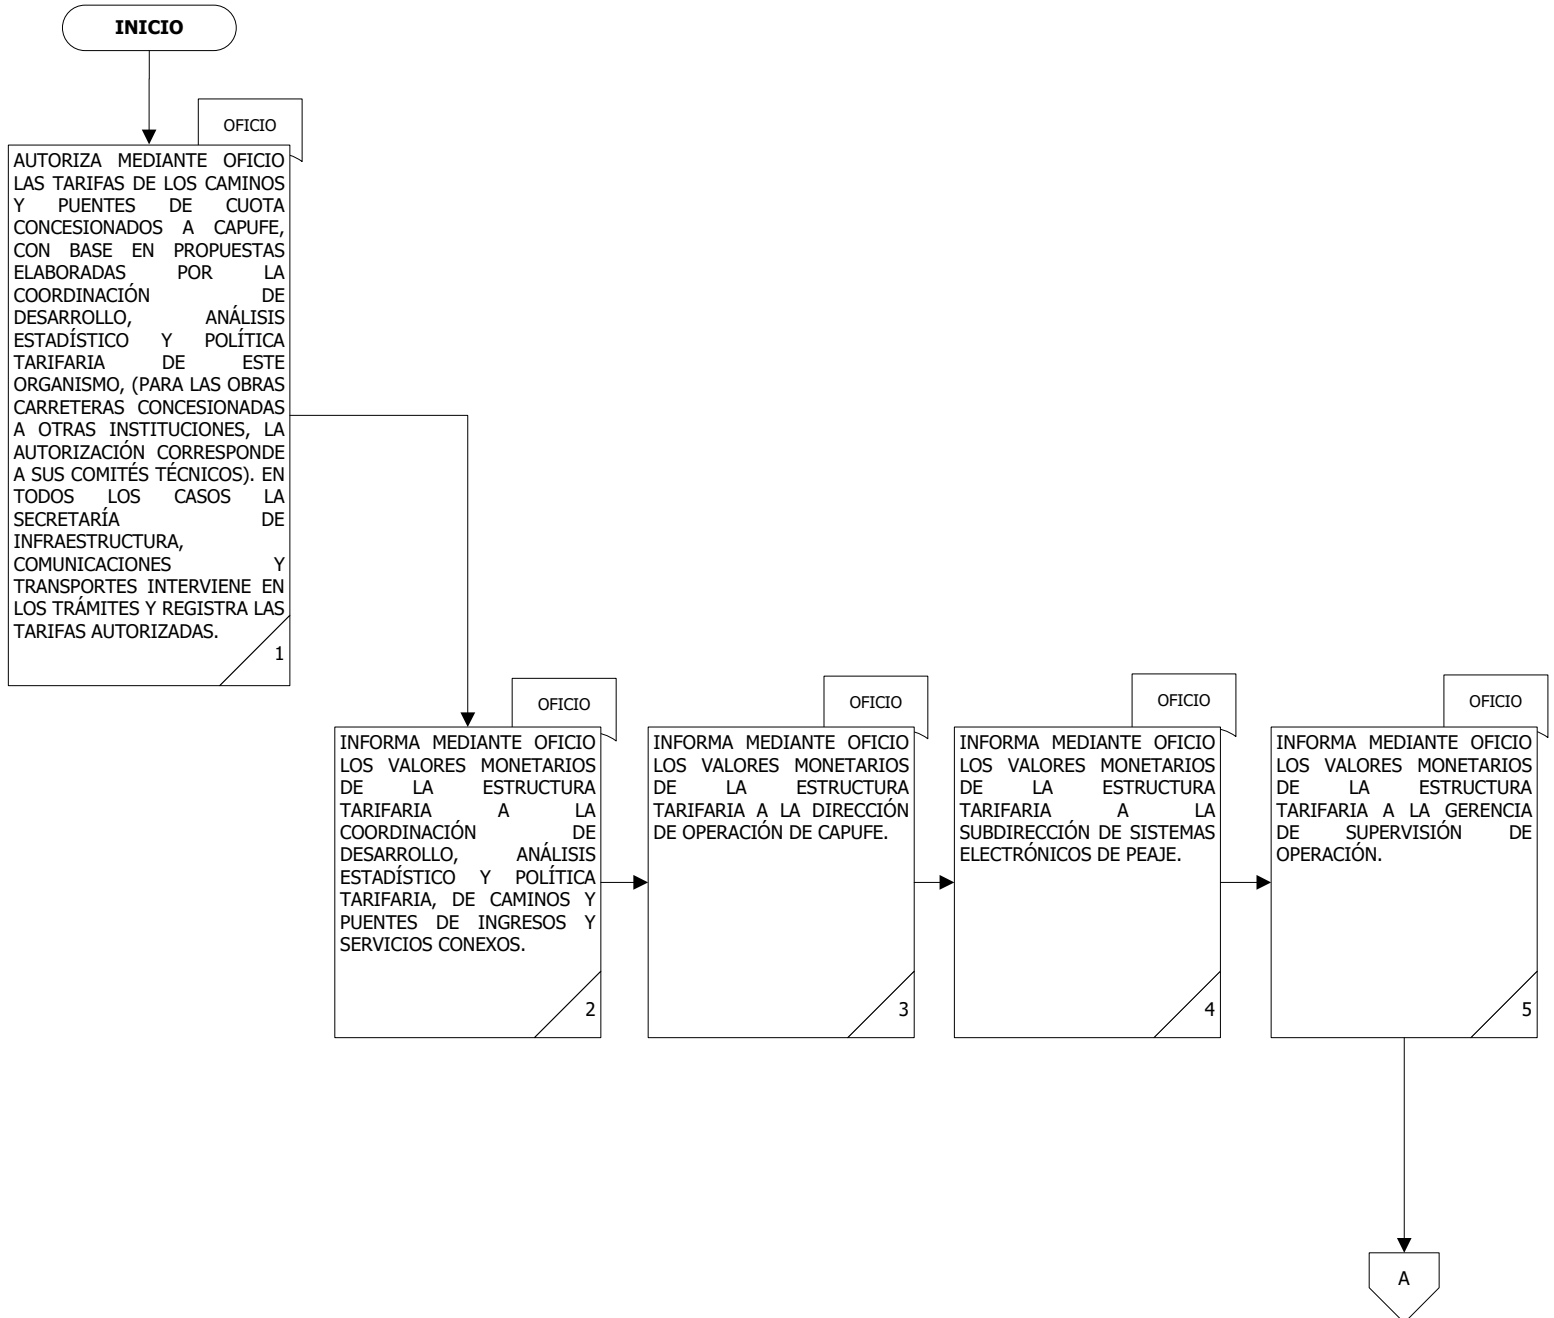 INICIO
OFICIO
AUTORIZA MEDIANTE OFICIO
LAS TARIFAS DE LOS CAMINOS
Y PUENTES DE CUOTA
CONCESIONADOS A CAPUFE,
CON BASE EN PROPUESTAS
ELABORADAS POR LA
COORDINACIÓN DE
DESARROLLO, ANÁLISIS
ESTADÍSTICO Y POLÍTICA
TARIFARIA DE ESTE
ORGANISMO, (PARA LAS OBRAS
CARRETERAS CONCESIONADAS
A OTRAS INSTITUCIONES, LA
AUTORIZACIÓN CORRESPONDE
A SUS COMITÉS TÉCNICOS). EN
TODOS LOS CASOS LA
SECRETARÍA DE
INFRAESTRUCTURA,
COMUNICACIONES Y
TRANSPORTES INTERVIENE EN
LOS TRÁMITES Y REGISTRA LAS
TARIFAS AUTORIZADAS.
1
OFICIO
INFORMA MEDIANTE OFICIO
LOS VALORES MONETARIOS
DE LA ESTRUCTURA
TARIFARIA A LA
COORDINACIÓN DE
DESARROLLO, ANÁLISIS
ESTADÍSTICO Y POLÍTICA
TARIFARIA, DE CAMINOS Y
PUENTES DE INGRESOS Y
SERVICIOS CONEXOS.
2
OFICIO
INFORMA MEDIANTE OFICIO
LOS VALORES MONETARIOS
DE LA ESTRUCTURA
TARIFARIA A LA DIRECCIÓN
DE OPERACIÓN DE CAPUFE.
3
OFICIO
INFORMA MEDIANTE OFICIO
LOS VALORES MONETARIOS
DE LA ESTRUCTURA
TARIFARIA A LA
SUBDIRECCIÓN DE SISTEMAS
ELECTRÓNICOS DE PEAJE.
4
OFICIO
INFORMA MEDIANTE OFICIO
LOS VALORES MONETARIOS
DE LA ESTRUCTURA
TARIFARIA A LA GERENCIA
DE SUPERVISIÓN DE
OPERACIÓN.
5
A